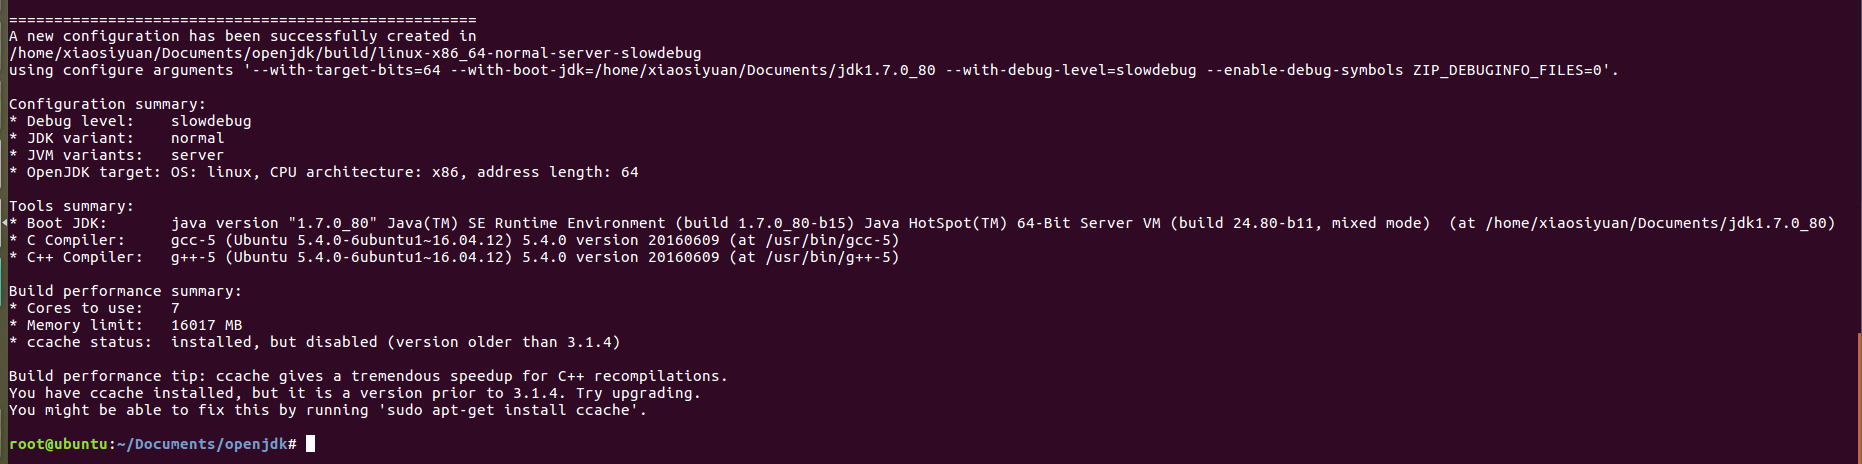 ====================================================
A new configuration has been successfully created in
/home/xiaosiyuan/Documents/openjdk/build/linux-x86_64-normal-server-slowdebug
using configure arguments '--with-target-bits=64 --with-boot-jdk=/home/xiaosiyuan/Documents/jdk1.7.0_80 --with-debug-level=slowdebug --enable-debug-symbols ZIP_DEBUGINFO_FILES=0'.

Configuration summary:
* Debug level:    slowdebug
* JDK variant:    normal
* JVM variants:   server
* OpenJDK target: OS: linux, CPU architecture: x86, address length: 64

Tools summary:
* Boot JDK:       java version "1.7.0_80" Java(TM) SE Runtime Environment (build 1.7.0_80-b15) Java HotSpot(TM) 64-Bit Server VM (build 24.80-b11, mixed mode)  (at /home/xiaosiyuan/Documents/jdk1.7.0_80)
* C Compiler:     gcc-5 (Ubuntu 5.4.0-6ubuntu1~16.04.12) 5.4.0 version 20160609 (at /usr/bin/gcc-5)
* C++ Compiler:   g++-5 (Ubuntu 5.4.0-6ubuntu1~16.04.12) 5.4.0 version 20160609 (at /usr/bin/g++-5)

Build performance summary:
* Cores to use:   7
* Memory limit:   16017 MB
* ccache status:  installed, but disabled (version older than 3.1.4)

Build performance tip: ccache gives a tremendous speedup for C++ recompilations.
You have ccache installed, but it is a version prior to 3.1.4. Try upgrading.
You might be able to fix this by running 'sudo apt-get install ccache'.

root@ubuntu:~/Documents/openjdk#